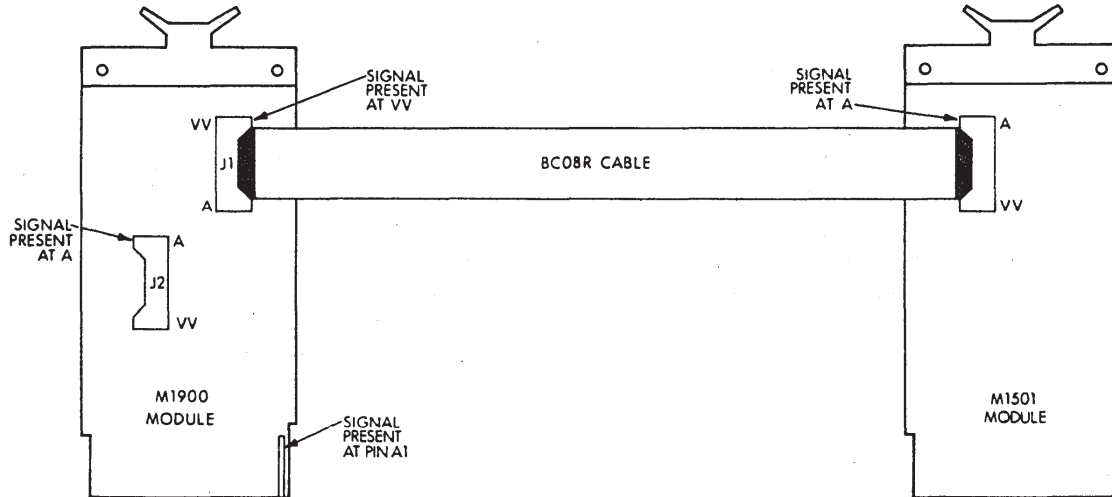 SIGNAL
PRESENT
AT VV
SIGNAL
PRESENT
AT A
VV
J1
A
BC08R CABLE
A
VV
SIGNAL
PRESENT
AT A
A
J2
VV
M1900
MODULE
M1501
MODULE
SIGNAL
PRESENT
AT PIN A1